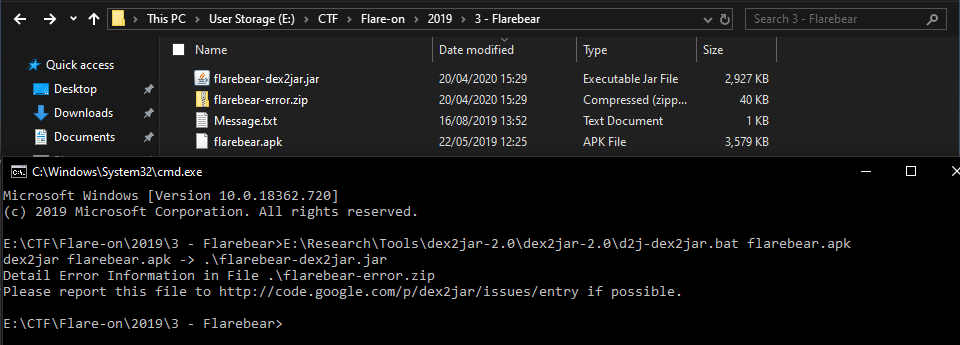 This PC > User Storage (E:) > CTF > Flare-on > 2019 > 3 - Flarebear
Search 3 - Flarebear
Name Date modified Type Size
Quick access
flarebear-dex2jar.jar 20/04/2020 15:29 Executable Jar File 2,927 KB
Desktop
flarebear-error.zip 20/04/2020 15:29 Compressed (zipp... 40 KB
Downloads
Message.txt 16/08/2019 13:52 Text Document 1 KB
Documents
flarebear.apk 22/05/2019 12:25 APK File 3,579 KB
C:\Windows\System32\cmd.exe
Microsoft Windows [Version 10.0.18362.720]
(c) 2019 Microsoft Corporation. All rights reserved.
E:\CTF\Flare-on\2019\3 - Flarebear>E:\Research\Tools\dex2jar-2.0\dex2jar-2.0\d2j-dex2jar.bat flarebear.apk
dex2jar flarebear.apk -> .\flarebear-dex2jar.jar
Detail Error Information in File .\flarebear-error.zip
Please report this file to http://code.google.com/p/dex2jar/issues/entry if possible.
E:\CTF\Flare-on\2019\3 - Flarebear>